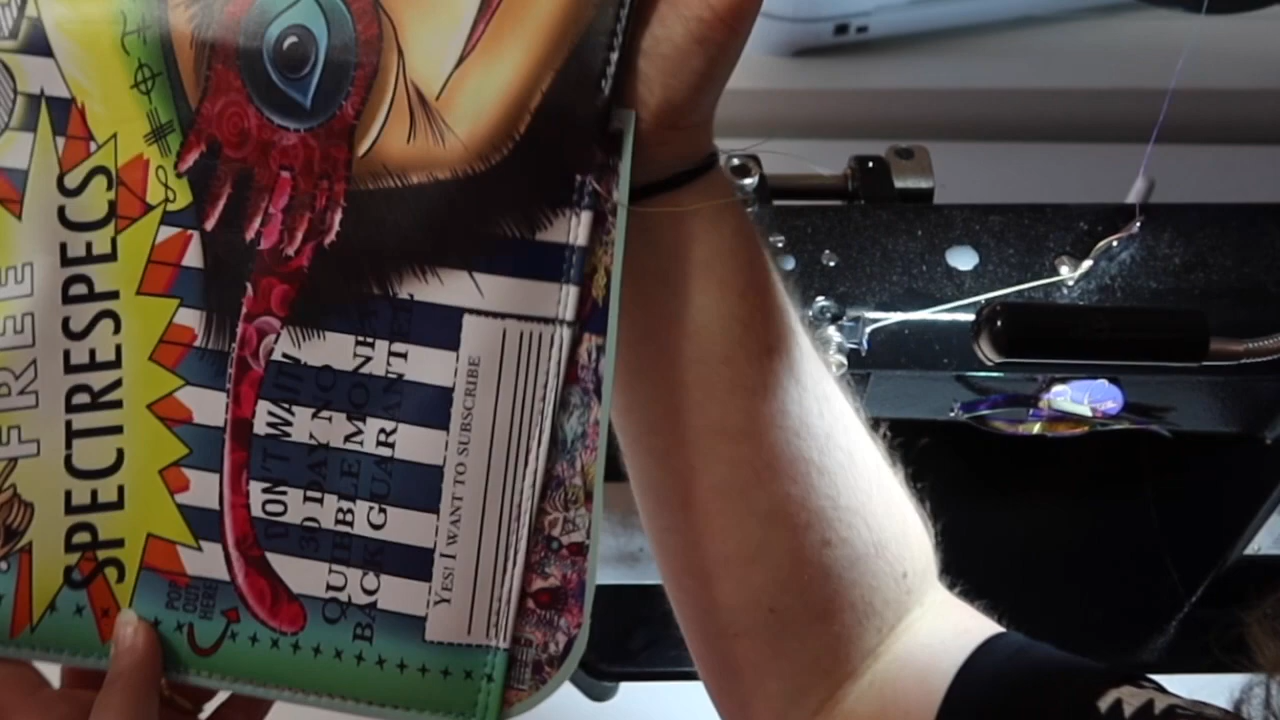 FREE
SPECTRESPECS
DON'T WAIT!
30 DAY NO
QUIBBLE MONEY
BACK GUARANTEE
YES! I WANT TO SUBSCRIBE
POP
OUT
HERE